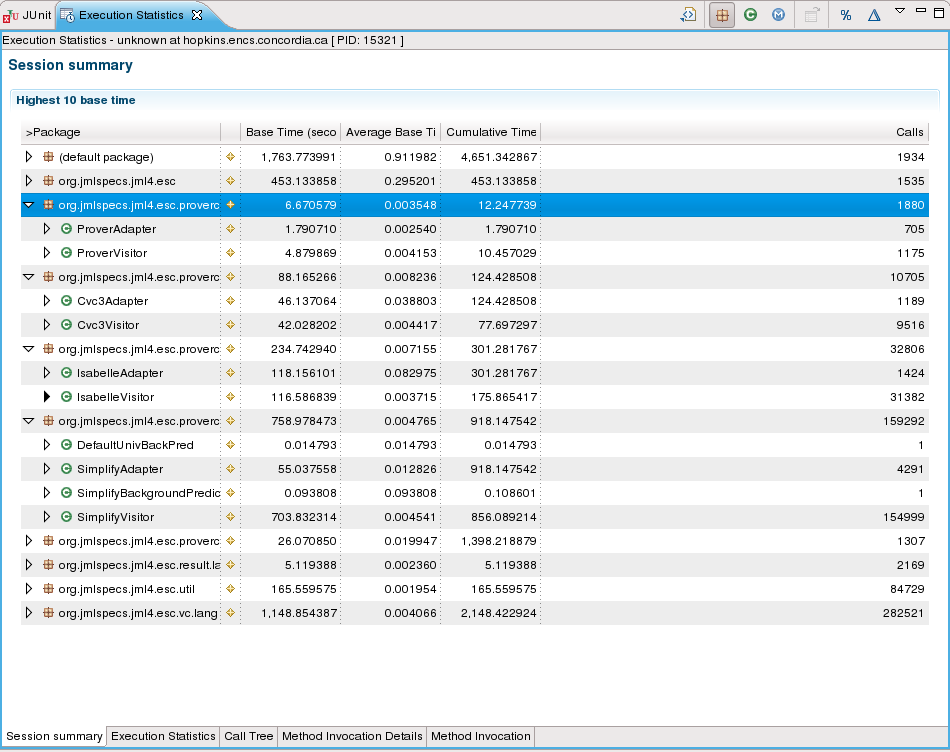 JUnit Execution Statistics %
Execution Statistics - unknown at hopkins.encs.concordia.ca [ PID: 15321 ]
Session summary
Highest 10 base time
>Package Base Time (seco Average Base Ti Cumulative Time Calls
(default package) 1,763.773991 0.911982 4,651.342867 1934
org.jmlspecs.jml4.esc 453.133858 0.295201 453.133858 1535
org.jmlspecs.jml4.esc.proverc 6.670579 0.003548 12.247739 1880
C ProverAdapter 1.790710 0.002540 1.790710 705
C ProverVisitor 4.879869 0.004153 10.457029 1175
org.jmlspecs.jml4.esc.proverc 88.165266 0.008236 124.428508 10705
C Cvc3Adapter 46.137064 0.038803 124.428508 1189
C Cvc3Visitor 42.028202 0.004417 77.697297 9516
org.jmlspecs.jml4.esc.proverc 234.742940 0.007155 301.281767 32806
C IsabelleAdapter 118.156101 0.082975 301.281767 1424
C IsabelleVisitor 116.586839 0.003715 175.865417 31382
org.jmlspecs.jml4.esc.proverc 758.978473 0.004765 918.147542 159292
C DefaultUnivBackPred 0.014793 0.014793 0.014793 1
C SimplifyAdapter 55.037558 0.012826 918.147542 4291
C SimplifyBackgroundPredic 0.093808 0.093808 0.108601 1
C SimplifyVisitor 703.832314 0.004541 856.089214 154999
org.jmlspecs.jml4.esc.proverc 26.070850 0.019947 1,398.218879 1307
org.jmlspecs.jml4.esc.result.la 5.119388 0.002360 5.119388 2169
org.jmlspecs.jml4.esc.util 165.559575 0.001954 165.559575 84729
org.jmlspecs.jml4.esc.vc.lang 1,148.854387 0.004066 2,148.422924 282521
Session summary Execution Statistics Call Tree Method Invocation Details Method Invocation